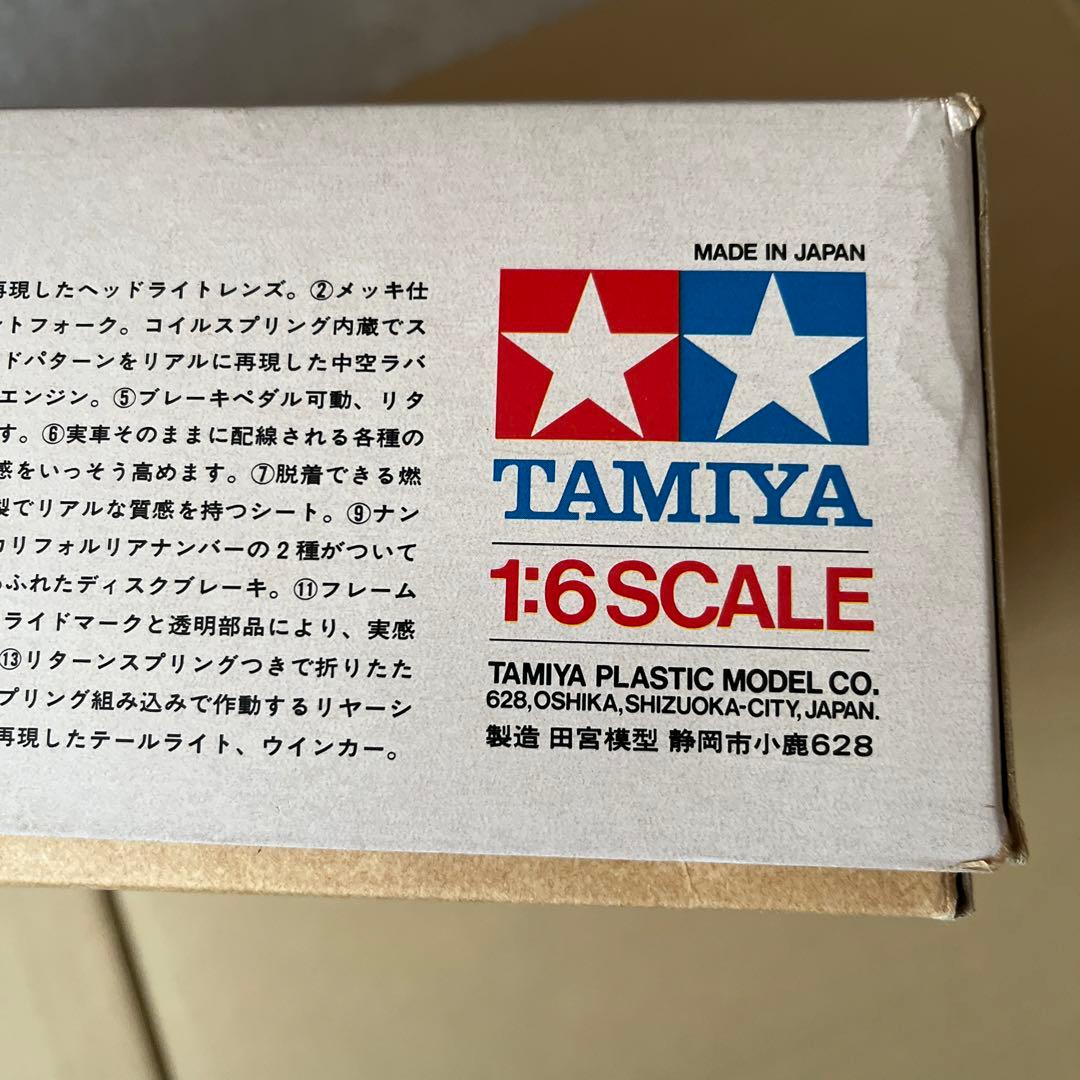 再現したヘッドライトレンズ。②メッキ仕
ントフォーク。コイルスプリング内蔵でス
ドパターンをリアルに再現した中空ラバ
エンジン。⑤ブレーキペダル可動、リタ
す。⑥実車そのままに配線される各種の
感をいっそう高めます。⑦脱着できる燃
製でリアルな質感を持つシート。⑨ナン
カリフォルリアナンバーの2種がついて
ふれたディスクブレーキ。⑪フレーム
ライドマークと透明部品により、実感
⑬リターンスプリングつきで折りたた
プリング組み込みで作動するリヤーシ
再現したテールライト、ウインカー。
MADE IN JAPAN
TAMIYA
1:6 SCALE
TAMIYA PLASTIC MODEL CO.
628, OSHIKA, SHIZUOKA-CITY, JAPAN.
製造 田宮模型 静岡市小鹿628